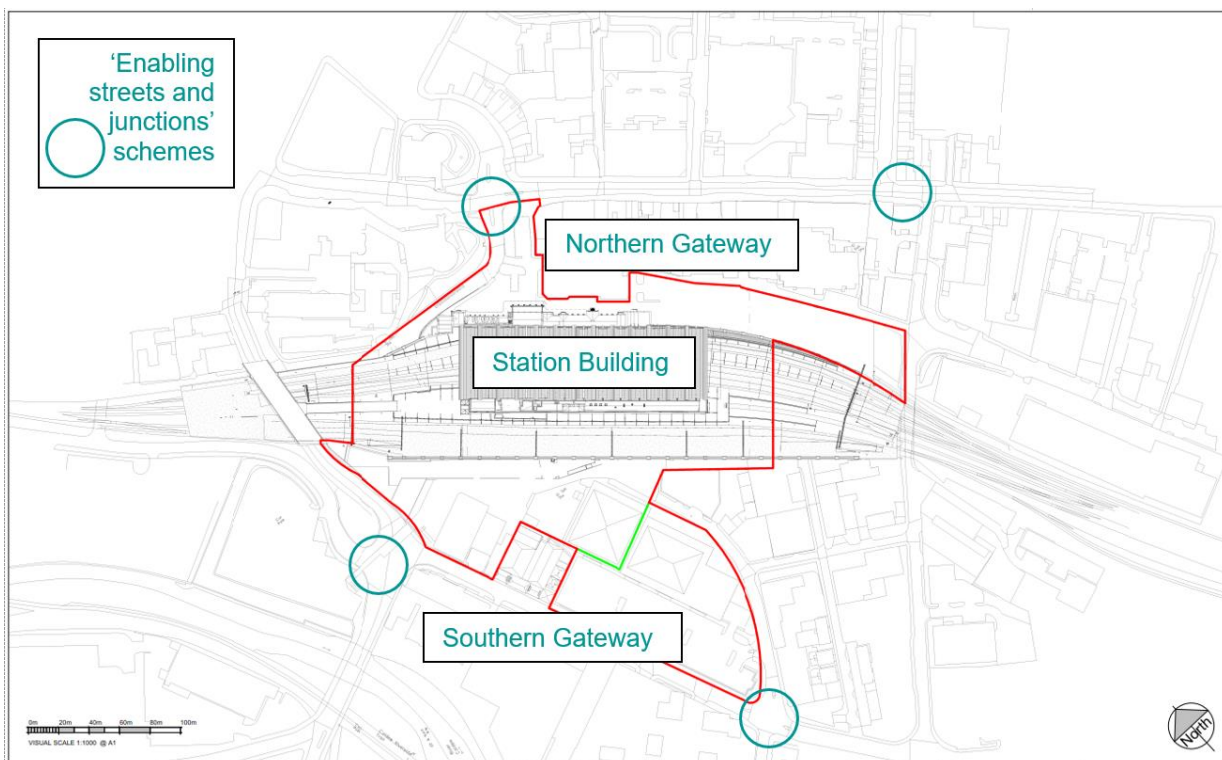 'Enabling
streets and
junctions'
schemes
Northern Gateway
Station Building
Southern Gateway
0m 20m 40m 60m 80m 100m
VISUAL SCALE 1:1000 @ A1
North